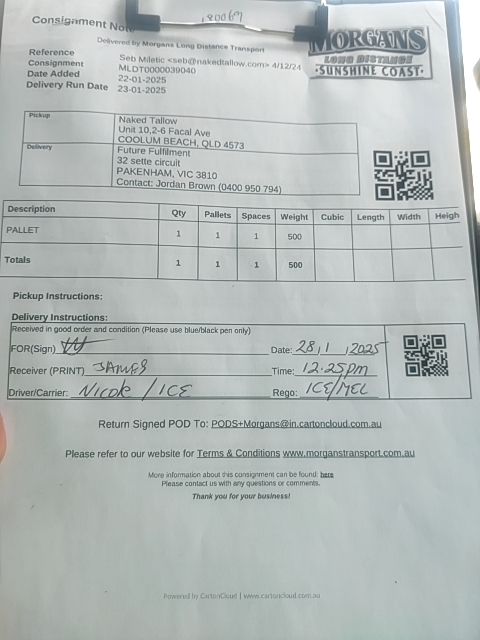 180069
Consignment Note
Delivered by Morgans Long Distance Transport
MORGANS
LONG DISTANCE
SUNSHINE COAST
Reference Seb Miletic <seb@nakedtallow.com> 4/12/24
Consignment MLDT0000039040
Date Added 22-01-2025
Delivery Run Date 23-01-2025
Pickup Naked Tallow
Unit 10,2-6 Facal Ave
COOLUM BEACH, QLD 4573
Delivery Future Fulfilment
32 sette circuit
PAKENHAM, VIC 3810
Contact: Jordan Brown (0400 950 794)
Description Qty Pallets Spaces Weight Cubic Length Width Heigh
PALLET 1 1 1 500
Totals 1 1 1 500
Pickup Instructions:
Delivery Instructions:
Received in good order and condition (Please use blue/black pen only)
FOR(Sign) Date: 28/1/2025
Receiver (PRINT) JAMES Time: 12.25pm
Driver/Carrier: Nicok / ICE Rego: ICE/MEL
Return Signed POD To: PODS+Morgans@in.cartoncloud.com.au
Please refer to our website for Terms & Conditions www.morganstransport.com.au
More information about this consignment can be found: here
Please contact us with any questions or comments.
Thank you for your business!
Powered by CartonCloud | www.cartoncloud.com.au